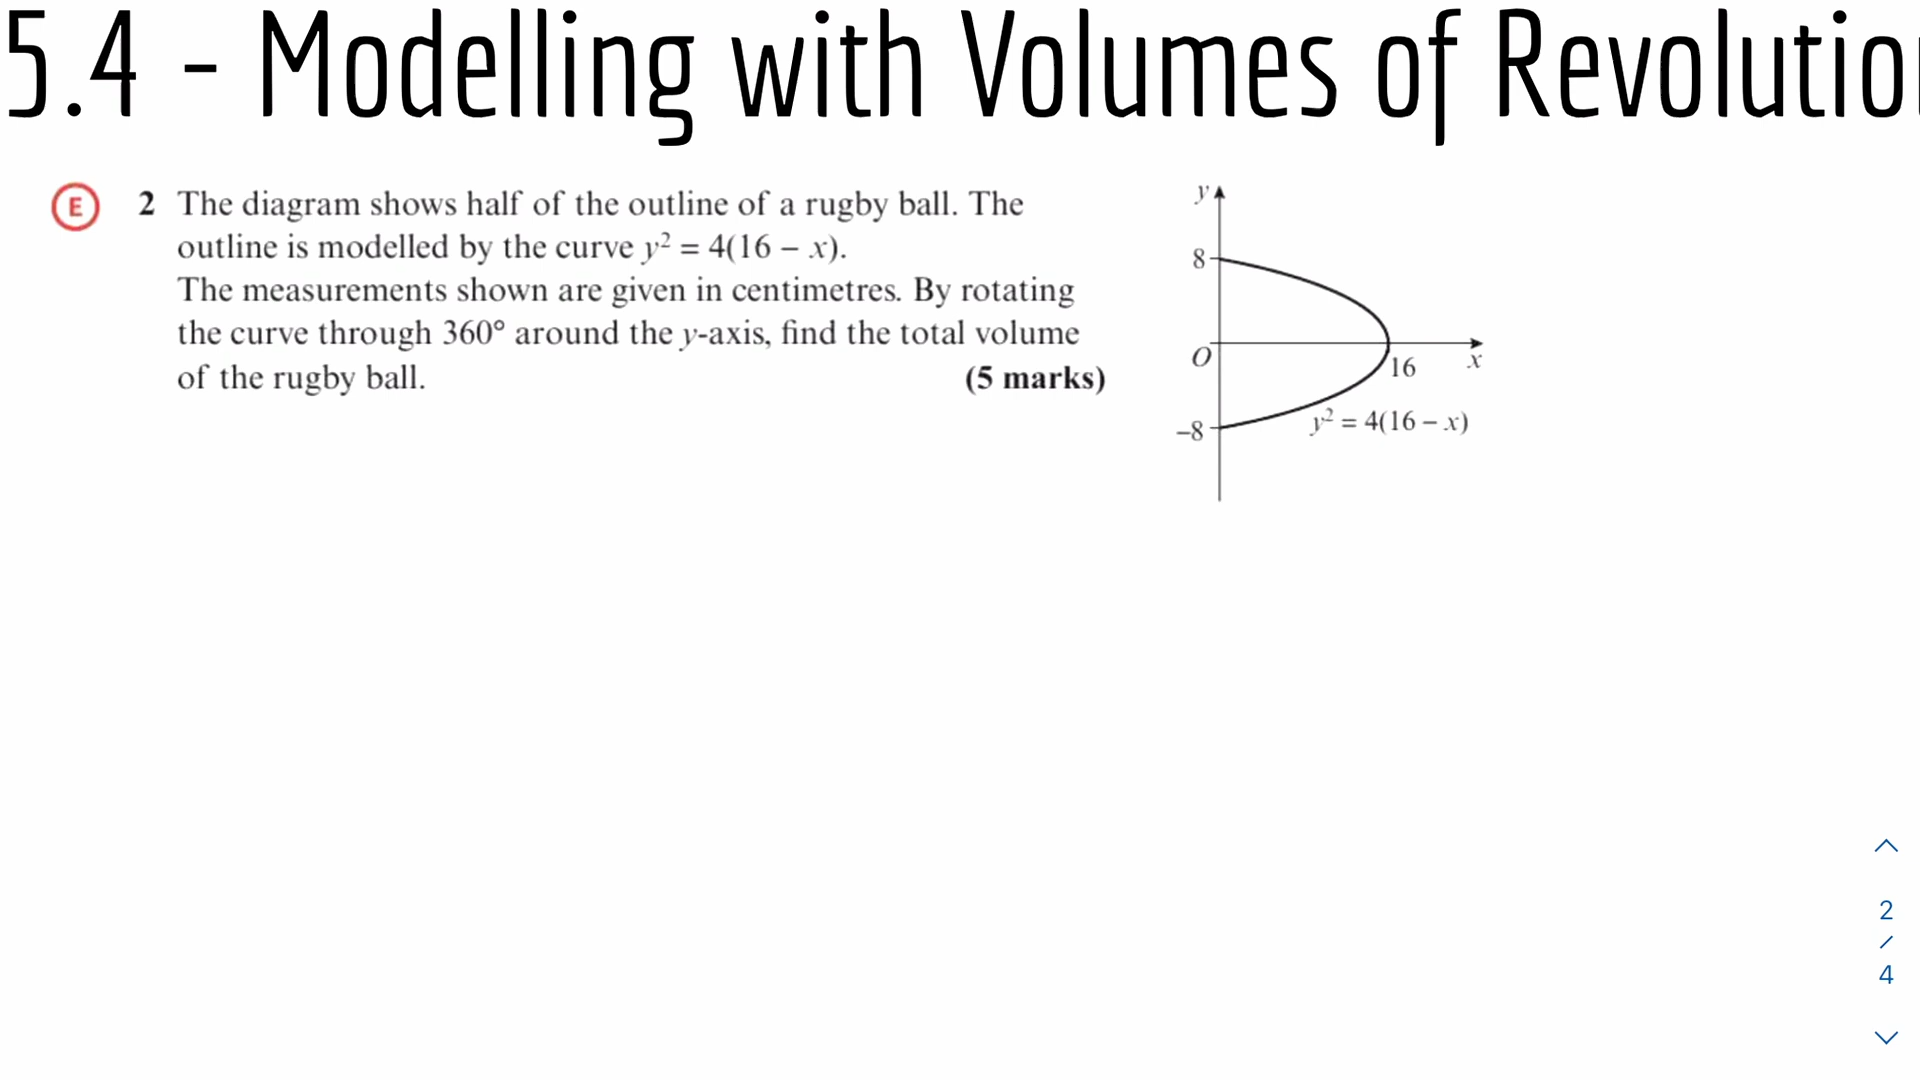 5.4 - Modelling with Volumes of Revolution
E 2 The diagram shows half of the outline of a rugby ball. The
outline is modelled by the curve y² = 4(16 – x).
The measurements shown are given in centimetres. By rotating
the curve through 360° around the y-axis, find the total volume
of the rugby ball. (5 marks)
y
8
O
16
x
–8
y² = 4(16 – x)
2
/
4